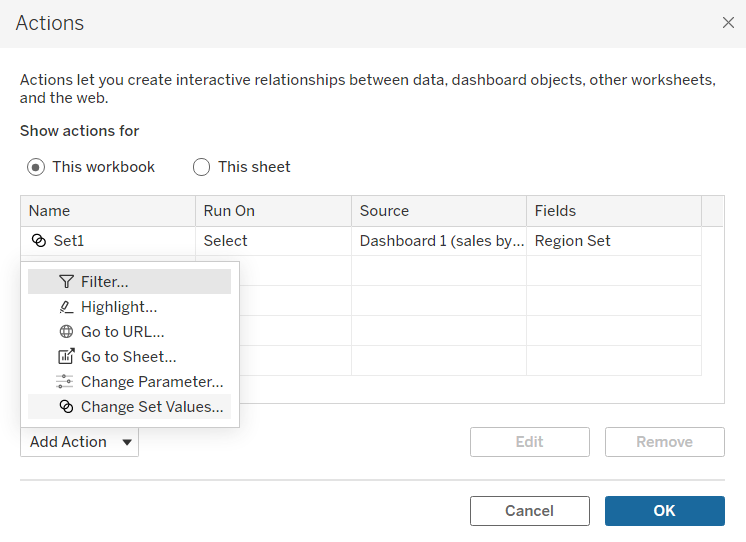 Actions
Actions let you create interactive relationships between data, dashboard objects, other worksheets,
and the web.
Show actions for
This workbook
This sheet
Name
Run On
Source
Fields
Set1
Select
Dashboard 1 (sales by...
Region Set
Filter...
Highlight...
Go to URL...
Go to Sheet...
Change Parameter...
Change Set Values...
Add Action
Edit
Remove
Cancel
OK